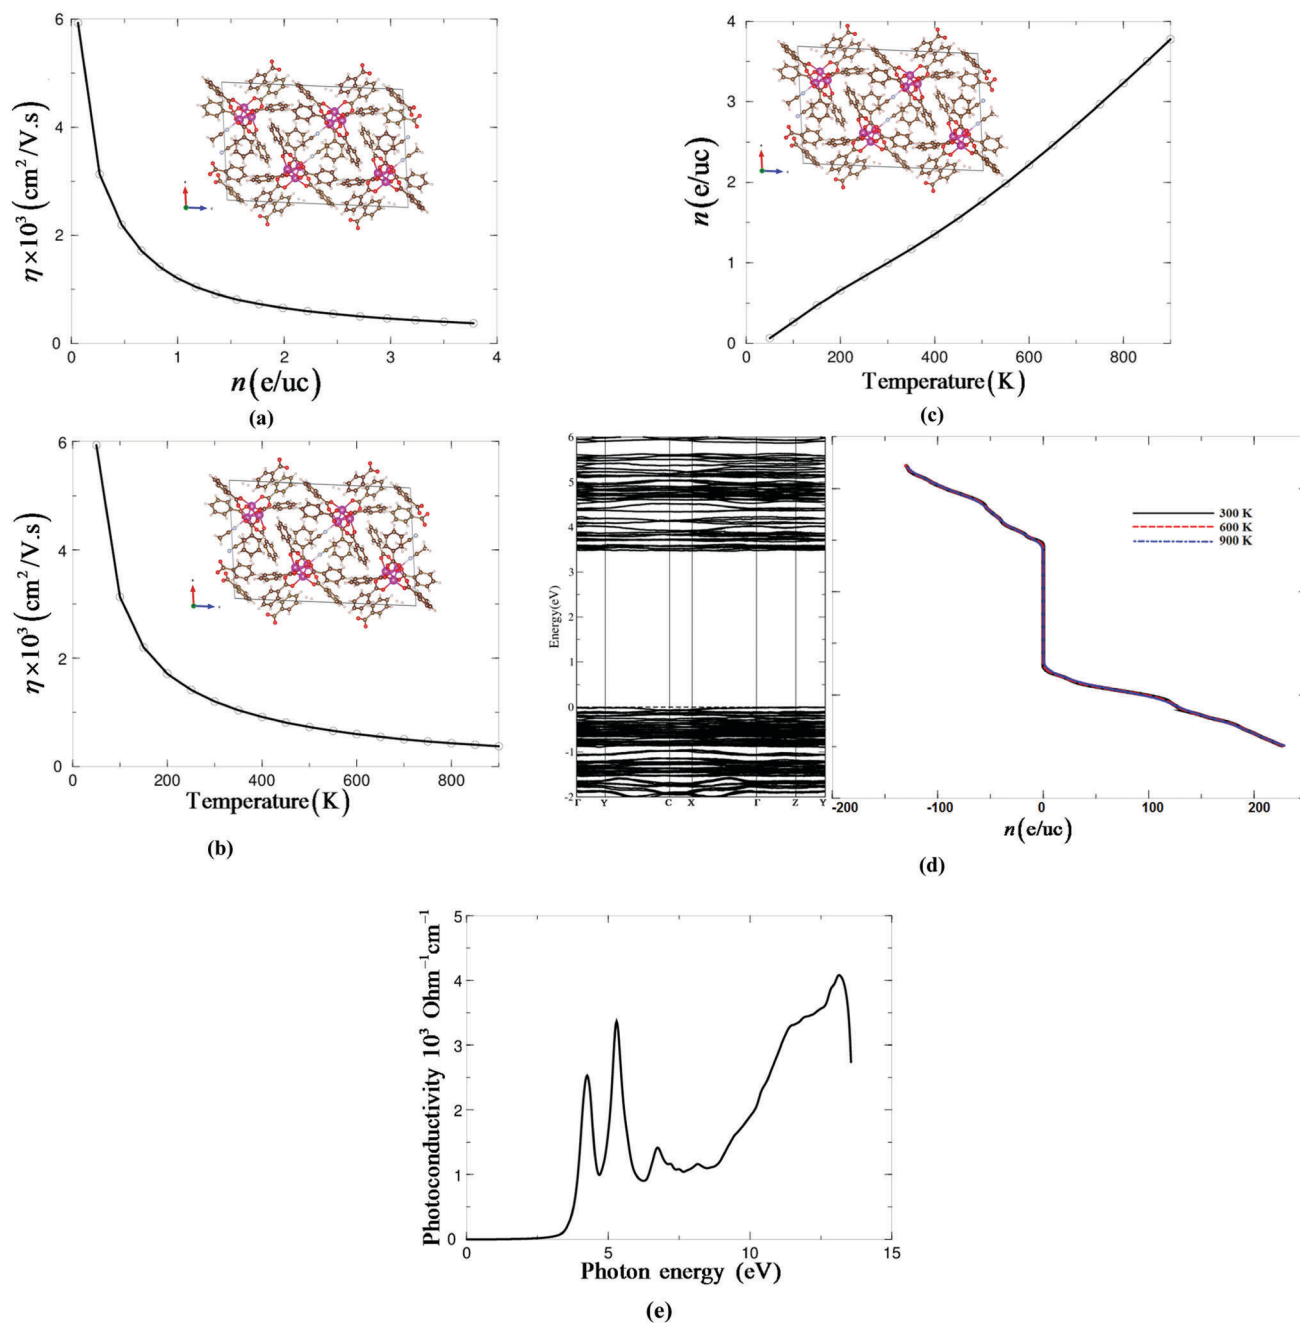 6
4
2
0
η×10³ (cm²/V.s)
0 1 2 3 4
n(e/uc)
(a)
4
3
2
1
0
n (e/uc)
200 400 600 800
Temperature(K)
(c)
6
4
2
0
η×10³ (cm²/V.s)
0 200 400 600 800
Temperature(K)
(b)
6
5
4
3
2
1
0
-1
-2
Energy(eV)
Γ Y C X Γ Z Y
300 K
600 K
900 K
-200 -100 0 100 200
n(e/uc)
(d)
5
4
3
2
1
0
Photoconductivity 10³ Ohm⁻¹cm⁻¹
0 5 10 15
Photon energy (eV)
(e)